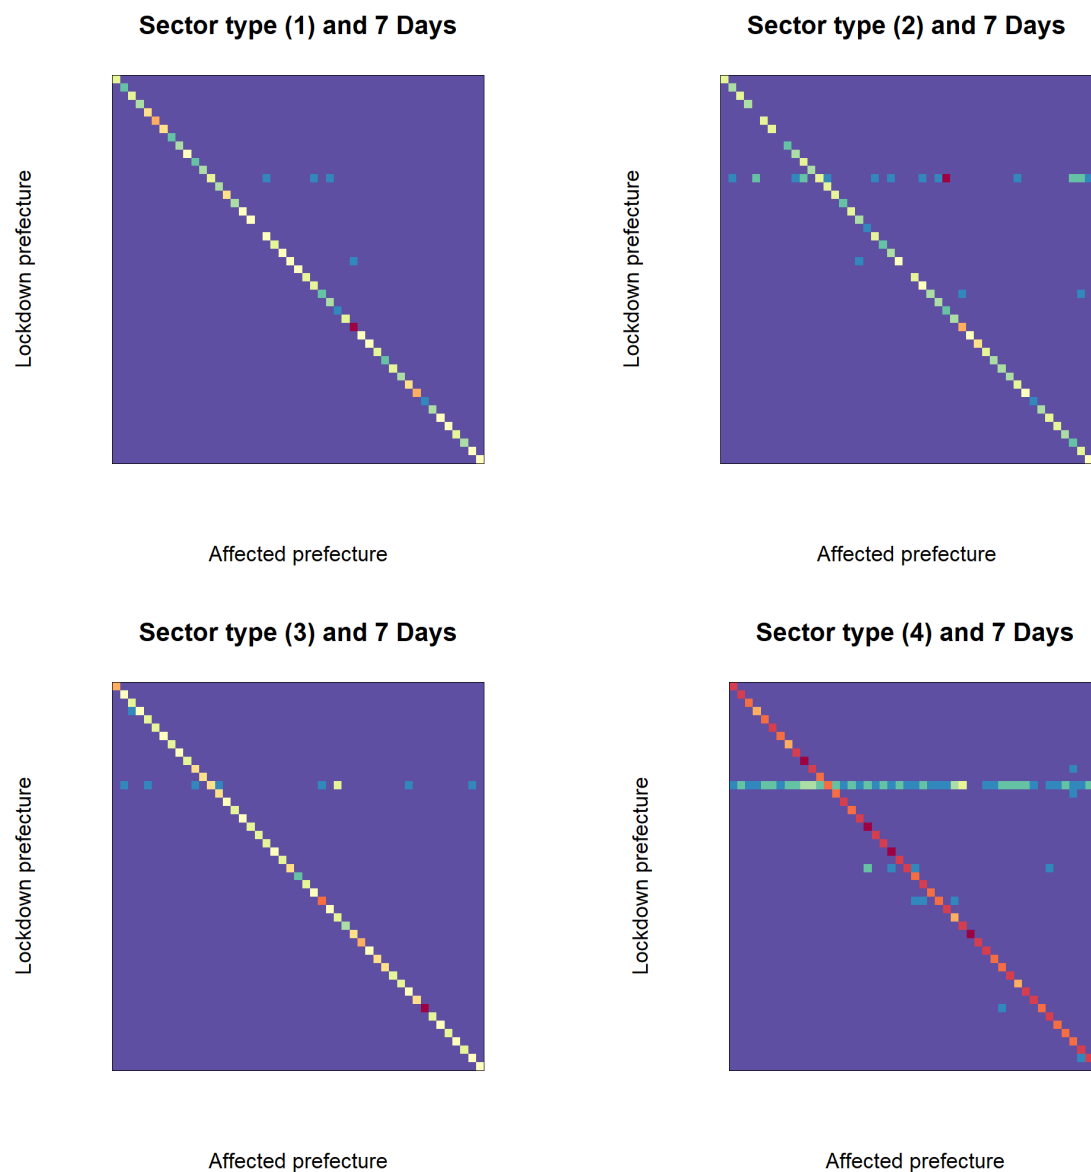 Sector type (1) and 7 Days
Lockdown prefecture
Affected prefecture
Sector type (2) and 7 Days
Lockdown prefecture
Affected prefecture
Sector type (3) and 7 Days
Lockdown prefecture
Affected prefecture
Sector type (4) and 7 Days
Lockdown prefecture
Affected prefecture